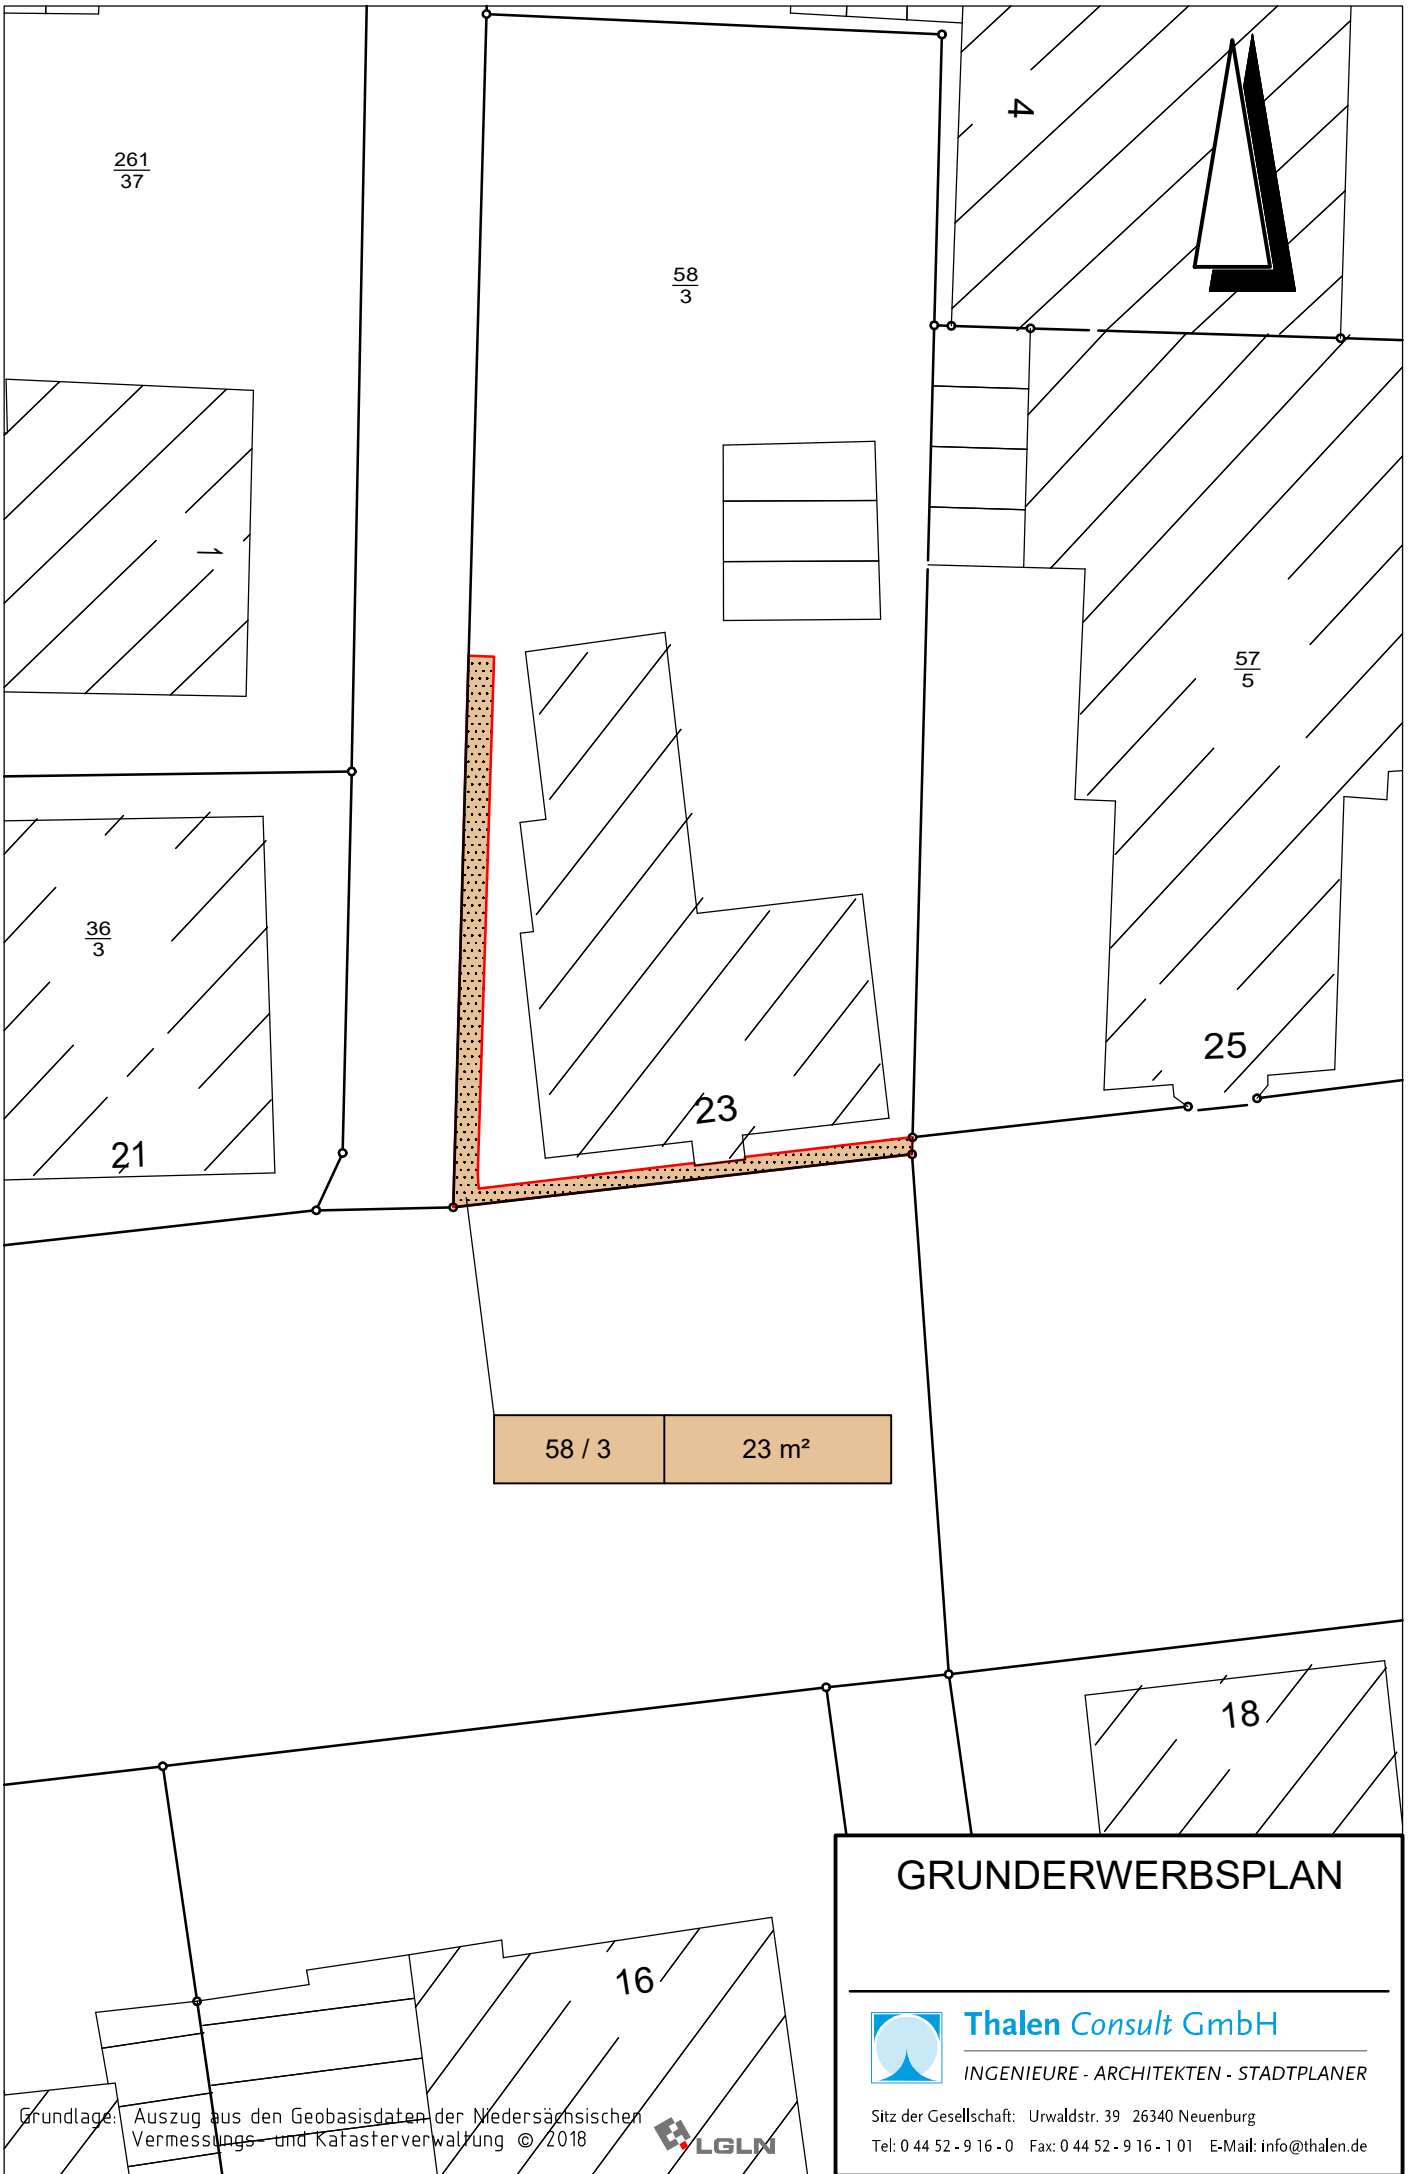 4
261
37
58
3
1
57
5
36
3
25
23
21
58 / 3 23 m²
18
GRUNDERWERBSPLAN
16
Thalen Consult GmbH
INGENIEURE - ARCHITEKTEN - STADTPLANER
Sitz der Gesellschaft: Urwaldstr. 39 26340 Neuenburg
Tel: 0 44 52 - 9 16 - 0 Fax: 0 44 52 - 9 16 - 1 01 E-Mail: info@thalen.de
Grundlage: Auszug aus den Geobasisdaten der Niedersächsischen
Vermessungs- und Katasterverwaltung © 2018
LGLN